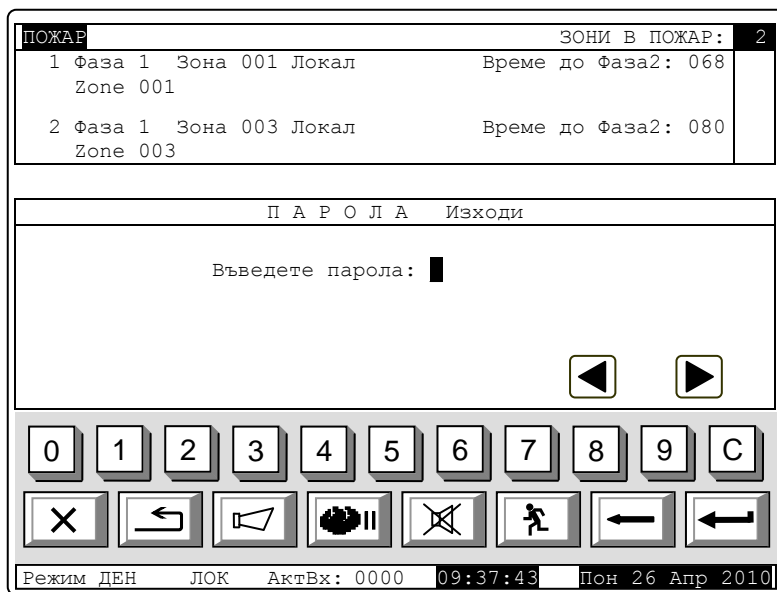 ПОЖАР ЗОНИ В ПОЖАР: 2
1 Фаза 1 Зона 001 Локал Време до Фаза2: 068
Zone 001
2 Фаза 1 Зона 003 Локал Време до Фаза2: 080
Zone 003
П А Р О Л А Изходи
Въведете парола:
0 1 2 3 4 5 6 7 8 9 C
Режим ДЕН ЛОК АктВх: 0000 09:37:43 Пон 26 Апр 2010